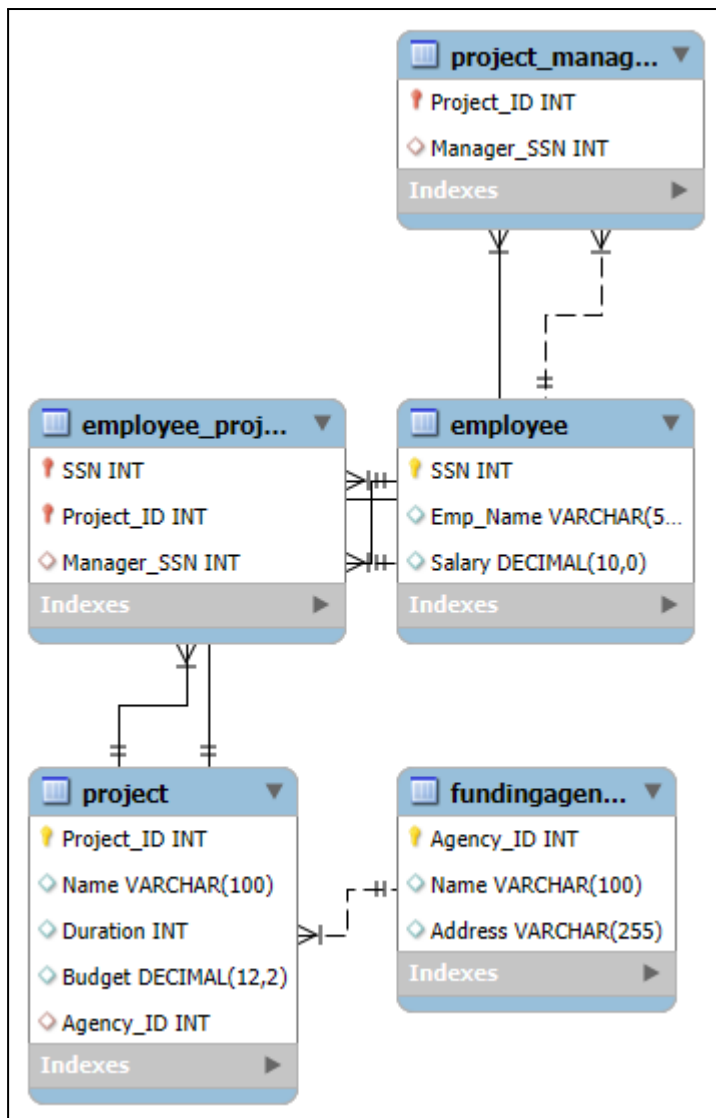 project_manag...
Project_ID INT
Manager_SSN INT
Indexes
employee_proj...
SSN INT
Project_ID INT
Manager_SSN INT
Indexes
employee
SSN INT
Emp_Name VARCHAR(5...
Salary DECIMAL(10,0)
Indexes
project
Project_ID INT
Name VARCHAR(100)
Duration INT
Budget DECIMAL(12,2)
Agency_ID INT
Indexes
fundingagen...
Agency_ID INT
Name VARCHAR(100)
Address VARCHAR(255)
Indexes